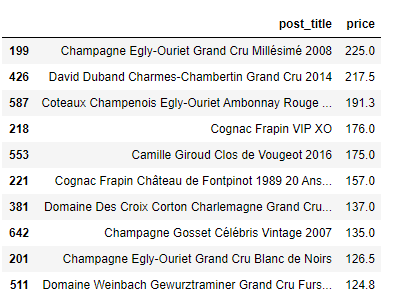 post_title price
199 Champagne Egly-Ouriet Grand Cru Millésimé 2008 225.0
426 David Duband Charmes-Chambertin Grand Cru 2014 217.5
587 Coteaux Champenois Egly-Ouriet Ambonnay Rouge ... 191.3
218 Cognac Frapin VIP XO 176.0
553 Camille Giroud Clos de Vougeot 2016 175.0
221 Cognac Frapin Château de Fontpinot 1989 20 Ans... 157.0
381 Domaine Des Croix Corton Charlemagne Grand Cru... 137.0
642 Champagne Gosset Célébris Vintage 2007 135.0
201 Champagne Egly-Ouriet Grand Cru Blanc de Noirs 126.5
511 Domaine Weinbach Gewurztraminer Grand Cru Furs... 124.8